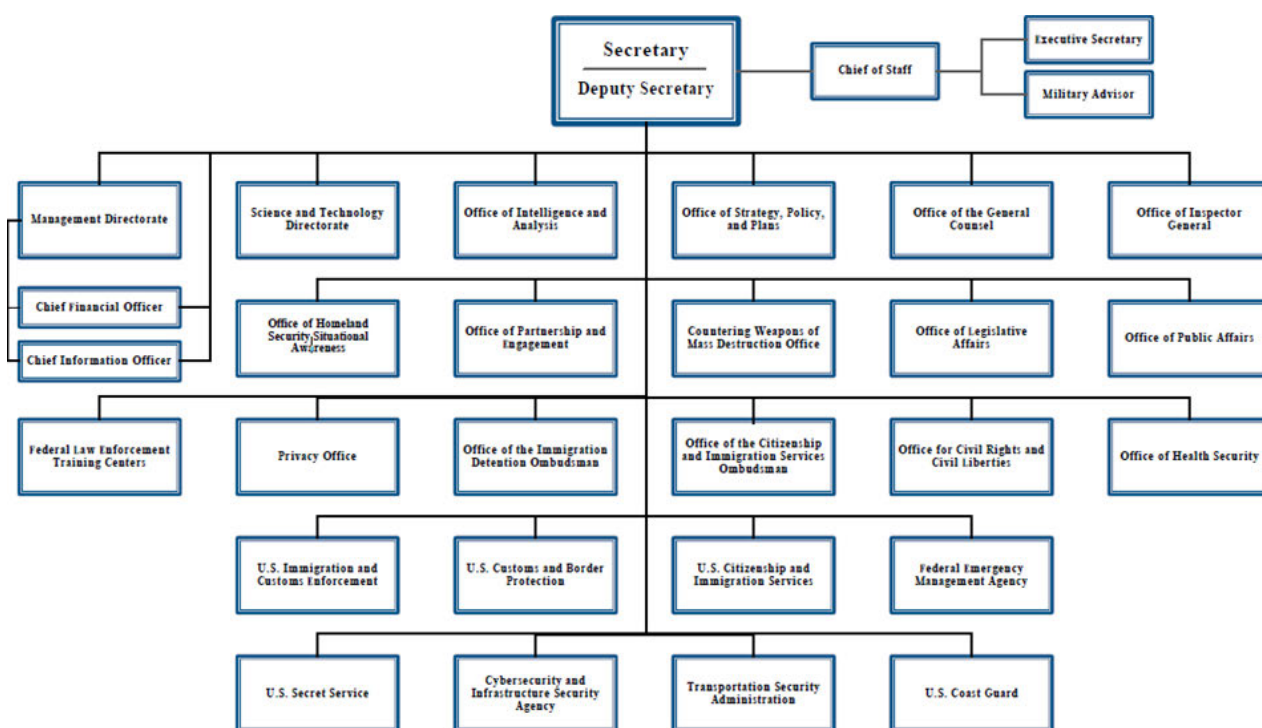 Secretary
Deputy Secretary
Chief of Staff
Executive Secretary
Military Advisor
Management Directorate
Science and Technology
Directorate
Office of Intelligence and
Analysis
Office of Strategy, Policy,
and Plans
Office of the General
Counsel
Office of Inspector
General
Chief Financial Officer
Chief Information Officer
Office of Homeland
Security Situational
Awareness
Office of Partnership and
Engagement
Countering Weapons of
Mass Destruction Office
Office of Legislative
Affairs
Office of Public Affairs
Federal Law Enforcement
Training Centers
Privacy Office
Office of the Immigration
Detention Ombudsman
Office of the Citizenship
and Immigration Services
Ombudsman
Office for Civil Rights and
Civil Liberties
Office of Health Security
U.S. Immigration and
Customs Enforcement
U.S. Customs and Border
Protection
U.S. Citizenship and
Immigration Services
Federal Emergency
Management Agency
U.S. Secret Service
Cybersecurity and
Infrastructure Security
Agency
Transportation Security
Administration
U.S. Coast Guard